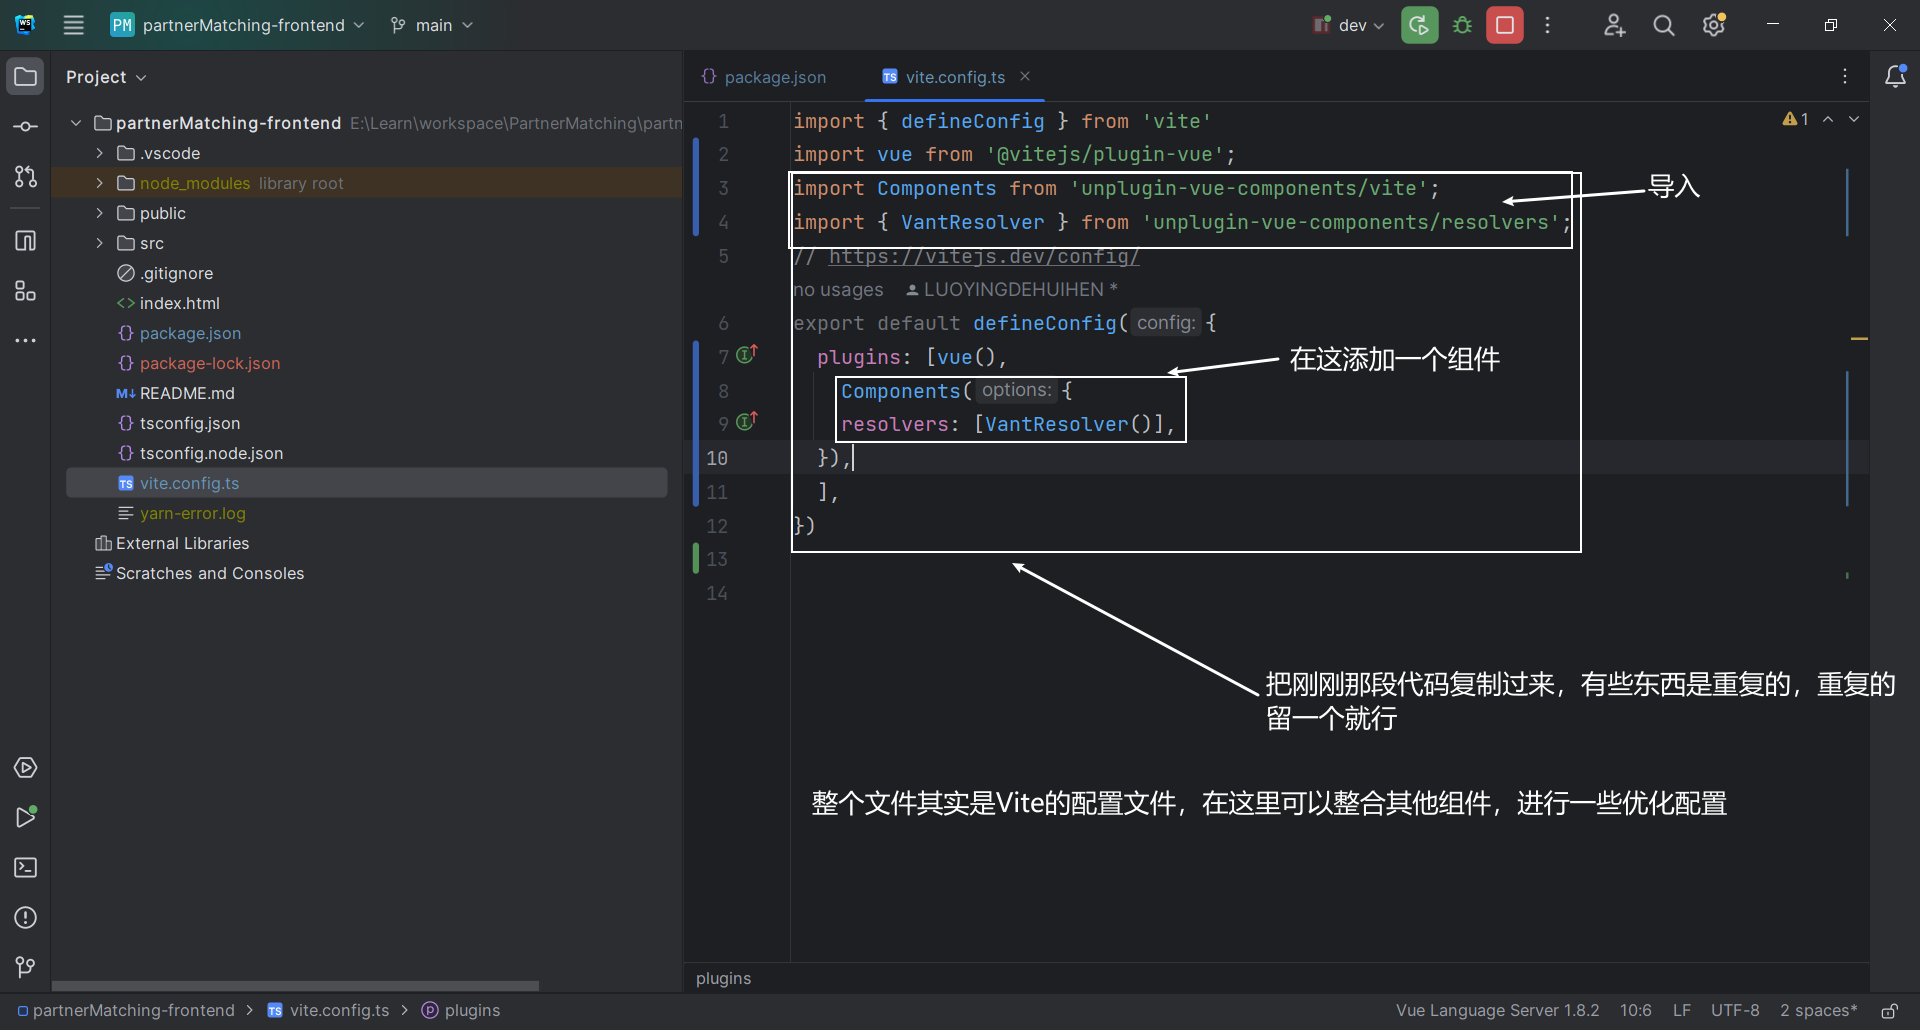 WS
PM partnerMatching-frontend main dev
Project
package.json
TS vite.config.ts
partnerMatching-frontend E:\Learn\workspace\PartnerMatching\partn
.vscode
node_modules library root
public
src
.gitignore
<> index.html
{} package.json
{} package-lock.json
M↓ README.md
{} tsconfig.json
{} tsconfig.node.json
TS vite.config.ts
yarn-error.log
External Libraries
Scratches and Consoles
1 import { defineConfig } from 'vite'
⚠1
2 import vue from '@vitejs/plugin-vue';
3 import Components from 'unplugin-vue-components/vite';
导入
4 import { VantResolver } from 'unplugin-vue-components/resolvers';
5 // https://vitejs.dev/config/
no usages LUOYINGDEHUIHEN *
6 export default defineConfig( config: {
7 plugins: [vue(),
在这添加一个组件
8 Components( options: {
9 resolvers: [VantResolver()],
10 }),
11 ],
12 })
13
14
把刚刚那段代码复制过来，有些东西是重复的，重复的
留一个就行
整个文件其实是Vite的配置文件，在这里可以整合其他组件，进行一些优化配置
plugins
partnerMatching-frontend > TS vite.config.ts > p plugins
Vue Language Server 1.8.2 10:6 LF UTF-8 2 spaces*